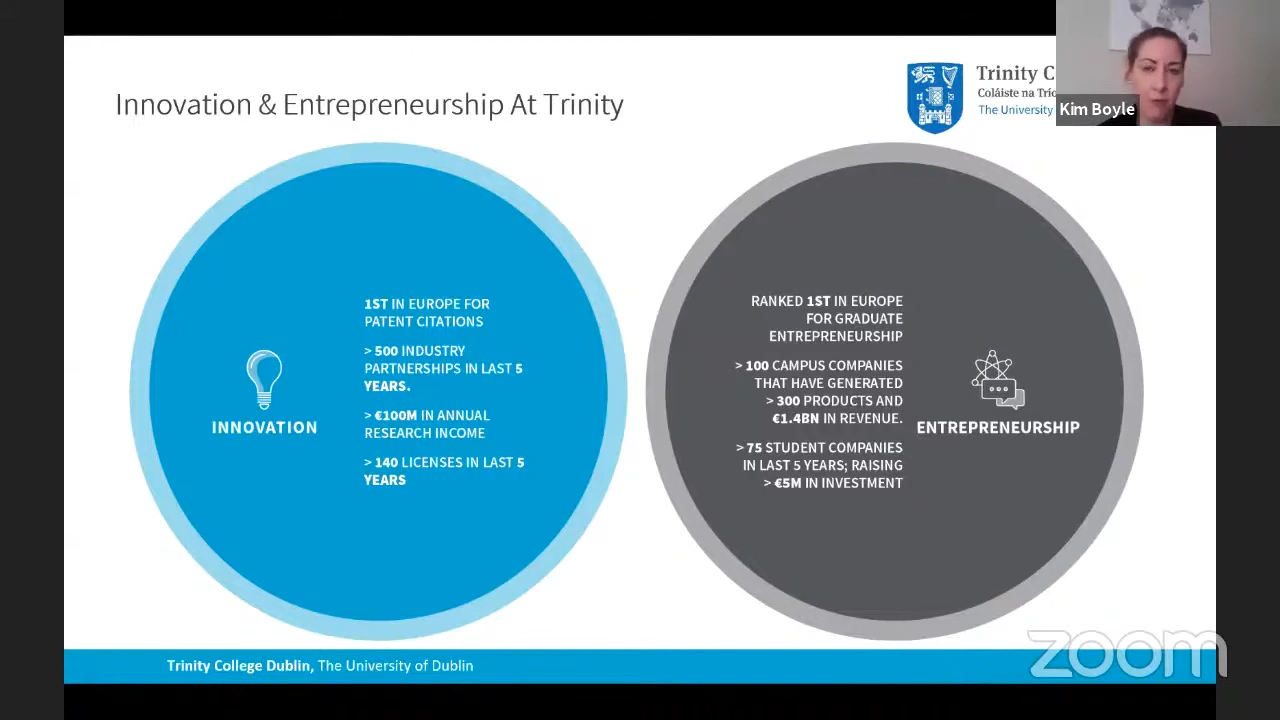 Innovation & Entrepreneurship At Trinity
Trinity C
Coláiste na Tríо
The University
Kim Boyle
1ST IN EUROPE FOR
PATENT CITATIONS
> 500 INDUSTRY
PARTNERSHIPS IN LAST 5
YEARS.
> €100M IN ANNUAL
RESEARCH INCOME
> 140 LICENSES IN LAST 5
YEARS
INNOVATION
RANKED 1ST IN EUROPE
FOR GRADUATE
ENTREPRENEURSHIP
> 100 CAMPUS COMPANIES
THAT HAVE GENERATED
> 300 PRODUCTS AND
€1.4BN IN REVENUE.
> 75 STUDENT COMPANIES
IN LAST 5 YEARS; RAISING
> €5M IN INVESTMENT
ENTREPRENEURSHIP
Trinity College Dublin, The University of Dublin
zoom